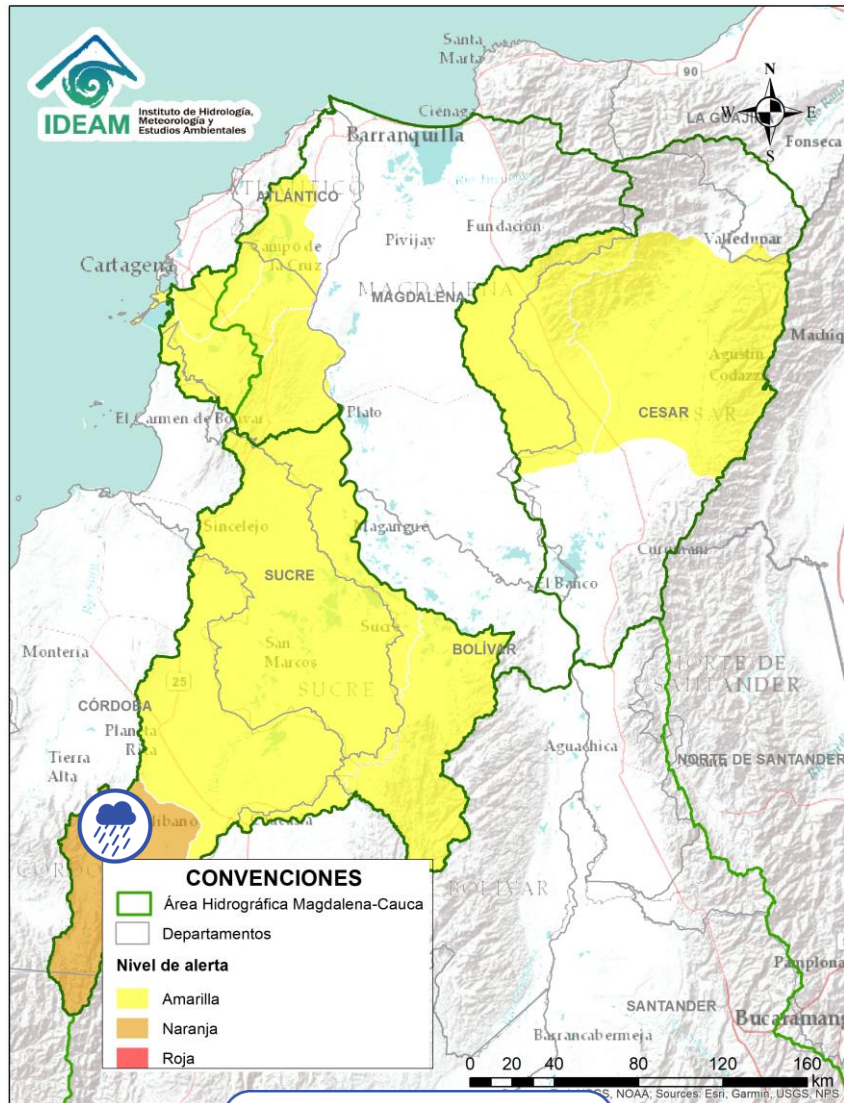 IDEAM
Instituto de Hidrología,
Meteorología y
Estudios Ambientales
Santa
Marta
90
N
W
E
S
LA GUAJIRA
Ciénaga
Barranquilla
Fonseca
ATLÁNTICO
Fundación
Pivijay
Valledupar
Campo de
la Cruz
Cartagena
MAGDALENA
MAGDALENA
Machiq
Agustín
Codazzi
CESAR
El Carmen de Bolívar
Plato
Sincelejo
Magangue
Curumaní
SUCRE
El Banco
Montería
San
Marcos
Sucre
BOLÍVAR
SUCRE
NORTE DE
SANTANDER
25
CÓRDOBA
Planeta
Rica
Aguachica
Tierra
Alta
NORTE DE SANTANDER
CONVENCIONES
Área Hidrográfica Magdalena-Cauca
Departamentos
Nivel de alerta
Amarilla
Naranja
Roja
BOLÍVAR
Pamplona
SANTANDER
Bucaramang
Barrancabermeja
0 20 40 80 120 160
km
NOAA; Sources: Esri, Garmin, USGS, NPS